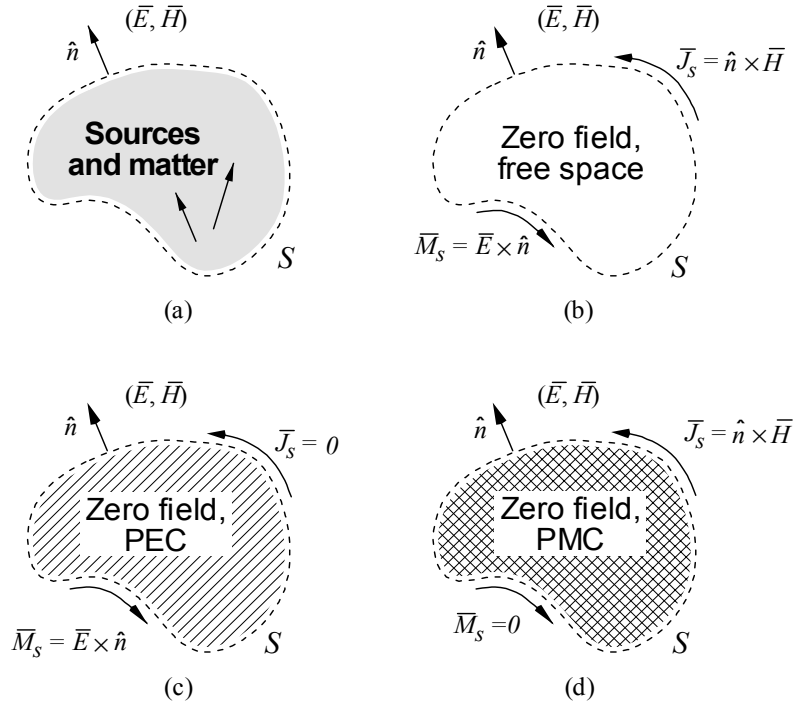 (E̅, H̅)
n̂
Sources
and matter
S
(a)
(E̅, H̅)
n̂
J̅ₛ = n̂ × H̅
Zero field,
free space
M̅ₛ = E̅ × n̂
S
(b)
(E̅, H̅)
n̂
J̅ₛ = 0
Zero field,
PEC
M̅ₛ = E̅ × n̂
S
(c)
(E̅, H̅)
n̂
J̅ₛ = n̂ × H̅
Zero field,
PMC
M̅ₛ = 0
S
(d)